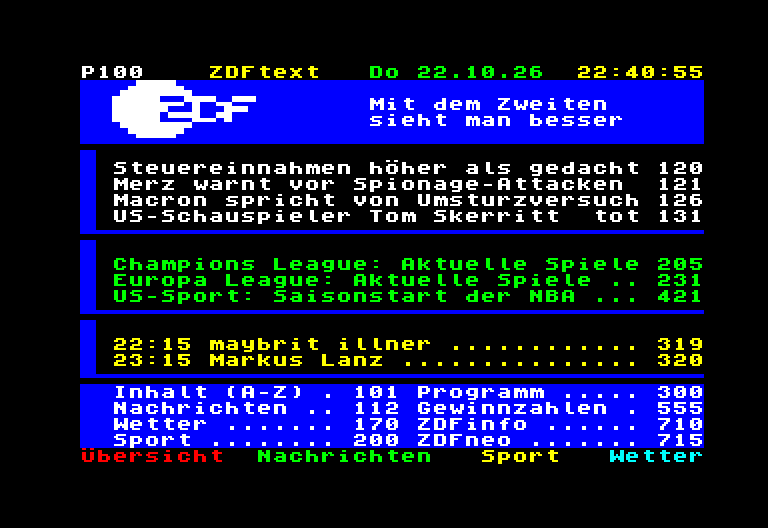 P100 ZDFtext Do 22.10.26 22:40:55
ZDF
Mit dem Zweiten
sieht man besser
Steuereinnahmen höher als gedacht 120
Merz warnt vor Spionage-Attacken 121
Macron spricht von Umsturzversuch 126
US-Schauspieler Tom Skerritt tot 131
Champions League: Aktuelle Spiele 205
Europa League: Aktuelle Spiele .. 231
US-Sport: Saisonstart der NBA ... 421
22:15 maybrit illner ............ 319
23:15 Markus Lanz ............... 320
Inhalt (A-Z) . 101 Programm ..... 300
Nachrichten .. 112 Gewinnzahlen . 555
Wetter ....... 170 ZDFinfo ...... 710
Sport ........ 200 ZDFneo ....... 715
Übersicht Nachrichten Sport Wetter